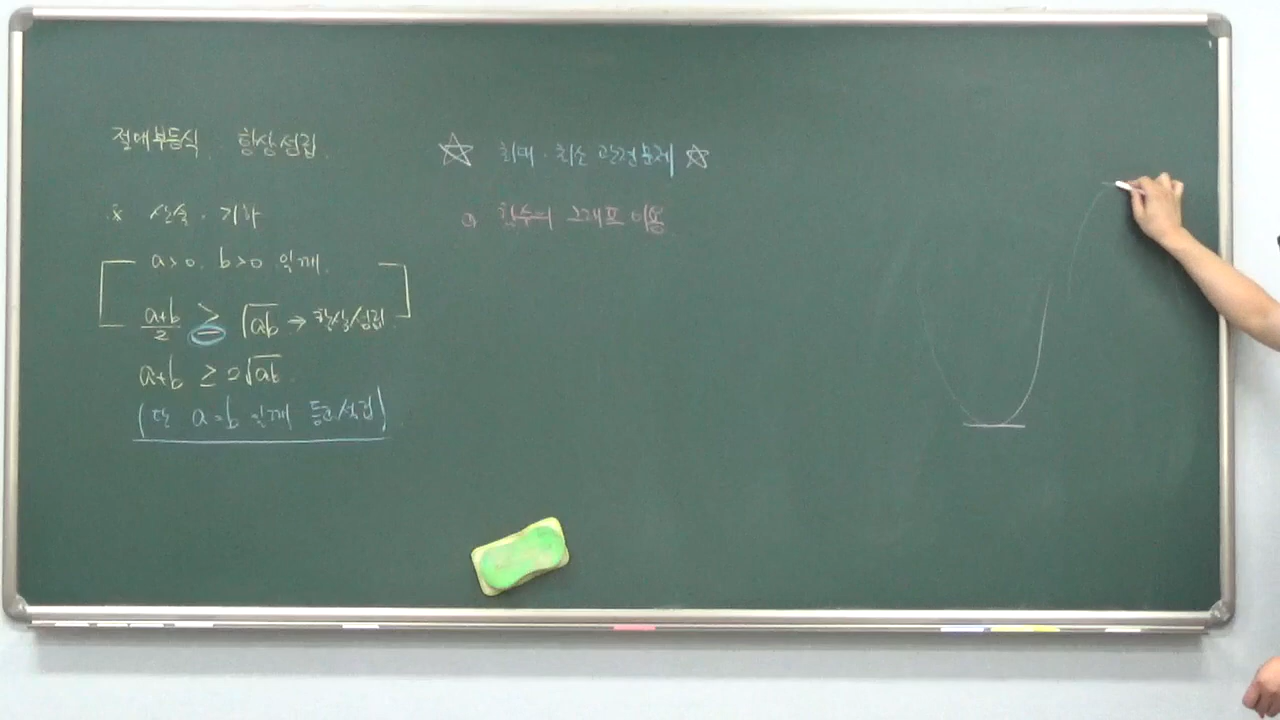 절대부등식. 항상성립.
※ 산술·기하
a>0. b>0 일때.
a+b/2 ≥ √ab → 항상/성립
a+b ≥ 2√ab
(단 a=b 일때 등호/성립)
☆ 최대·최소 관련문제 ☆
① 함수의 그래프 이용